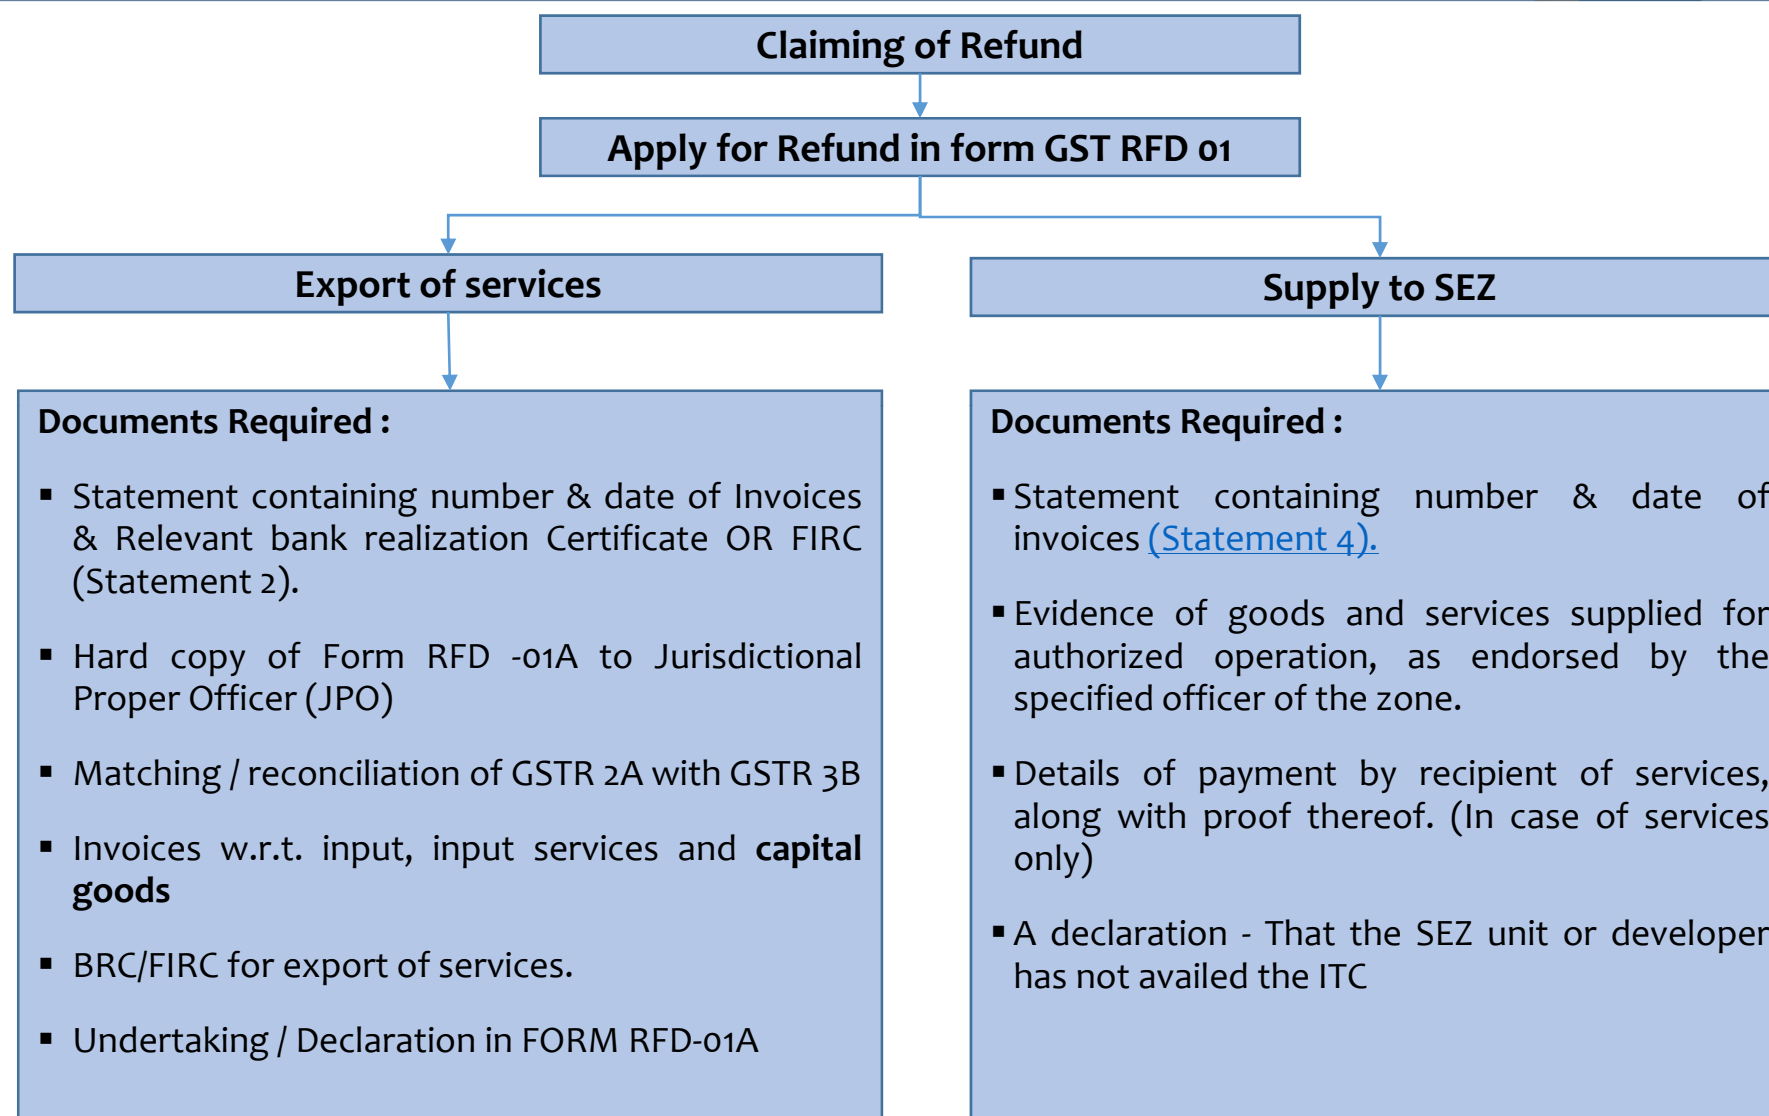 Claiming of Refund
Apply for Refund in form GST RFD 01
Export of services
Documents Required :
▪ Statement containing number & date of Invoices
& Relevant bank realization Certificate OR FIRC
(Statement 2).
▪ Hard copy of Form RFD -01A to Jurisdictional
Proper Officer (JPO)
▪ Matching / reconciliation of GSTR 2A with GSTR 3B
▪ Invoices w.r.t. input, input services and capital
goods
▪ BRC/FIRC for export of services.
▪ Undertaking / Declaration in FORM RFD-01A
Supply to SEZ
Documents Required :
▪ Statement containing number & date of
invoices (Statement 4).
▪ Evidence of goods and services supplied for
authorized operation, as endorsed by the
specified officer of the zone.
▪ Details of payment by recipient of services,
along with proof thereof. (In case of services
only)
▪ A declaration - That the SEZ unit or developer
has not availed the ITC